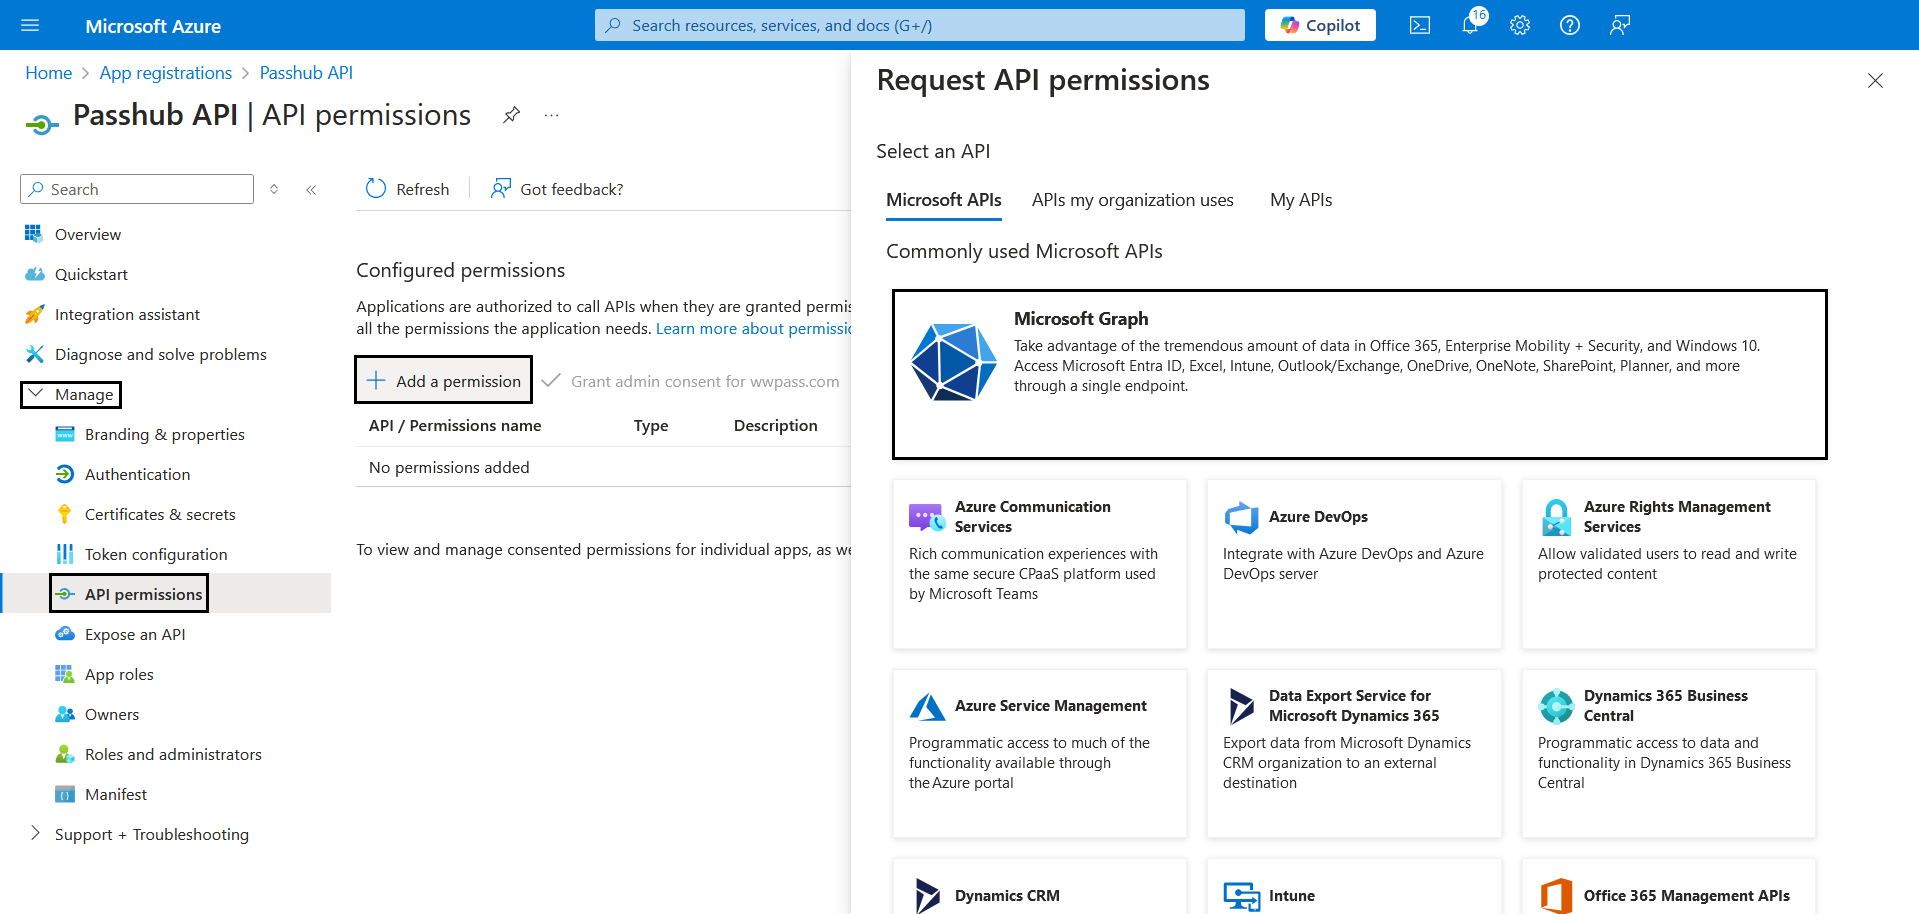 Microsoft Azure
Search resources, services, and docs (G+/)
Copilot
16
Home > App registrations > Passhub API
Passhub API | API permissions
Search
Overview
Quickstart
Integration assistant
Diagnose and solve problems
Manage
Branding & properties
Authentication
Certificates & secrets
Token configuration
API permissions
Expose an API
App roles
Owners
Roles and administrators
Manifest
Support + Troubleshooting
Refresh
Got feedback?
Configured permissions
Applications are authorized to call APIs when they are granted permis
all the permissions the application needs. Learn more about permissio
Add a permission
Grant admin consent for wwpass.com
API / Permissions name Type Description
No permissions added
To view and manage consented permissions for individual apps, as we
Request API permissions
Select an API
Microsoft APIs APIs my organization uses My APIs
Commonly used Microsoft APIs
Microsoft Graph
Take advantage of the tremendous amount of data in Office 365, Enterprise Mobility + Security, and Windows 10.
Access Microsoft Entra ID, Excel, Intune, Outlook/Exchange, OneDrive, OneNote, SharePoint, Planner, and more
through a single endpoint.
Azure Communication
Services
Rich communication experiences with
the same secure CPaaS platform used
by Microsoft Teams
Azure DevOps
Integrate with Azure DevOps and Azure
DevOps server
Azure Rights Management
Services
Allow validated users to read and write
protected content
Azure Service Management
Programmatic access to much of the
functionality available through
the Azure portal
Data Export Service for
Microsoft Dynamics 365
Export data from Microsoft Dynamics
CRM organization to an external
destination
Dynamics 365 Business
Central
Programmatic access to data and
functionality in Dynamics 365 Business
Central
Dynamics CRM
Intune
Office 365 Management APIs